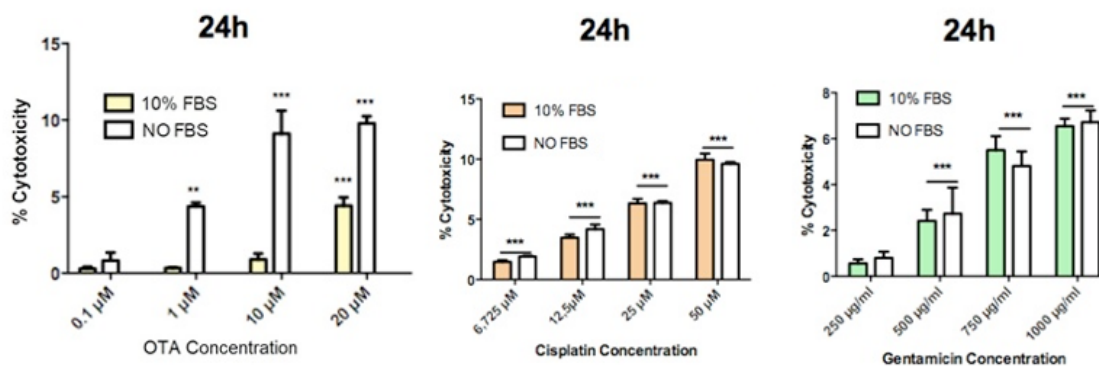 24h
15
10
5
0
% Cytotoxicity
10% FBS
NO FBS
**
***
***
***
0.1 µM
1 µM
10 µM
20 µM
OTA Concentration
24h
15
10
5
0
% Cytotoxicity
10% FBS
NO FBS
***
***
***
***
6,725 µM
12,5µM
25 µM
50 µM
Cisplatin Concentration
24h
8
6
4
2
0
% Cytotoxicity
10% FBS
NO FBS
***
***
***
250 µg/ml
500 µg/ml
750 µg/ml
1000 µg/ml
Gentamicin Concentration